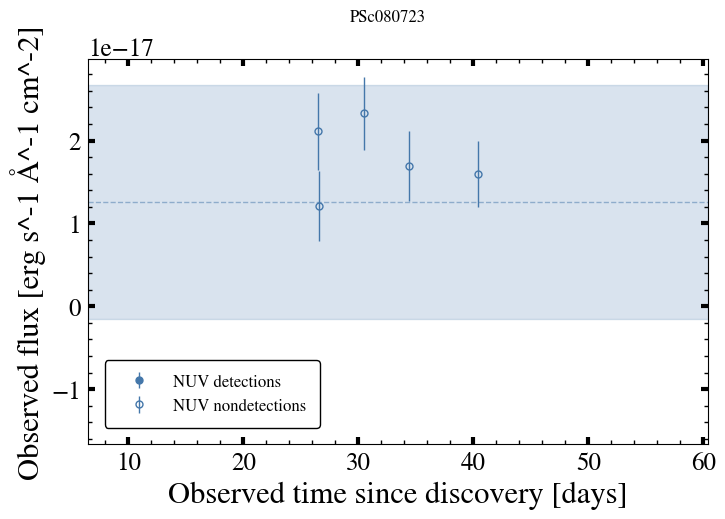 PSc080723
1e−17
Observed flux [erg s^-1 Å^-1 cm^-2]
2
1
0
−1
NUV detections
NUV nondetections
10 20 30 40 50 60
Observed time since discovery [days]